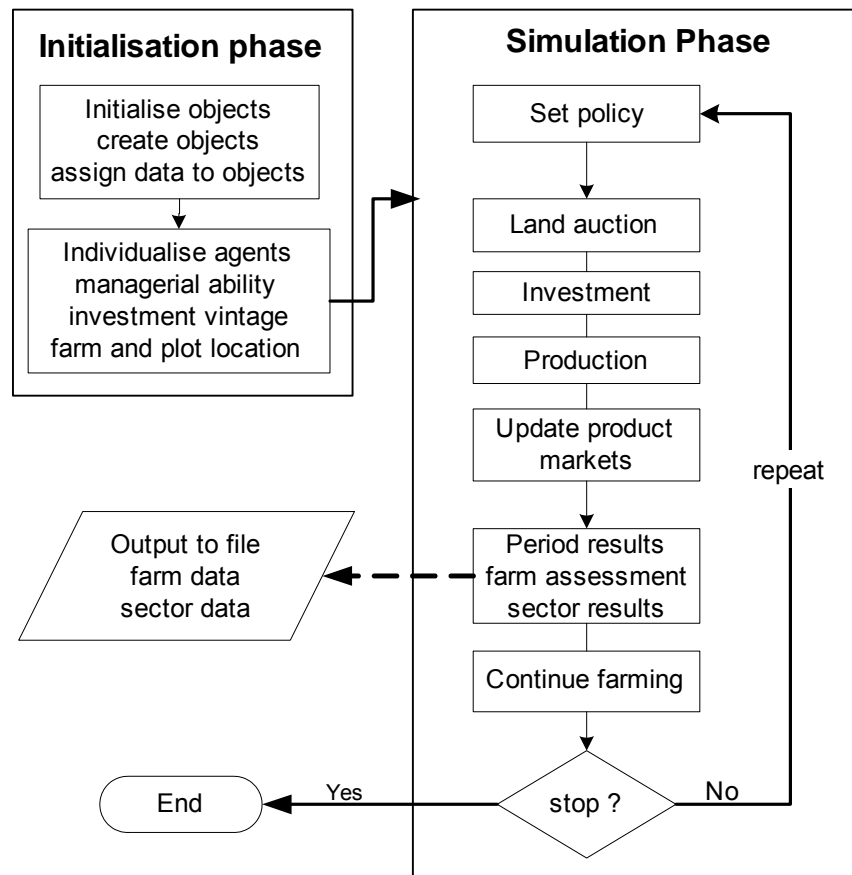 Initialisation phase
Initialise objects
create objects
assign data to objects
Individualise agents
managerial ability
investment vintage
farm and plot location
Simulation Phase
Set policy
Land auction
Investment
Production
Update product
markets
repeat
Period results
farm assessment
sector results
Output to file
farm data
sector data
Continue farming
stop ?
No
Yes
End